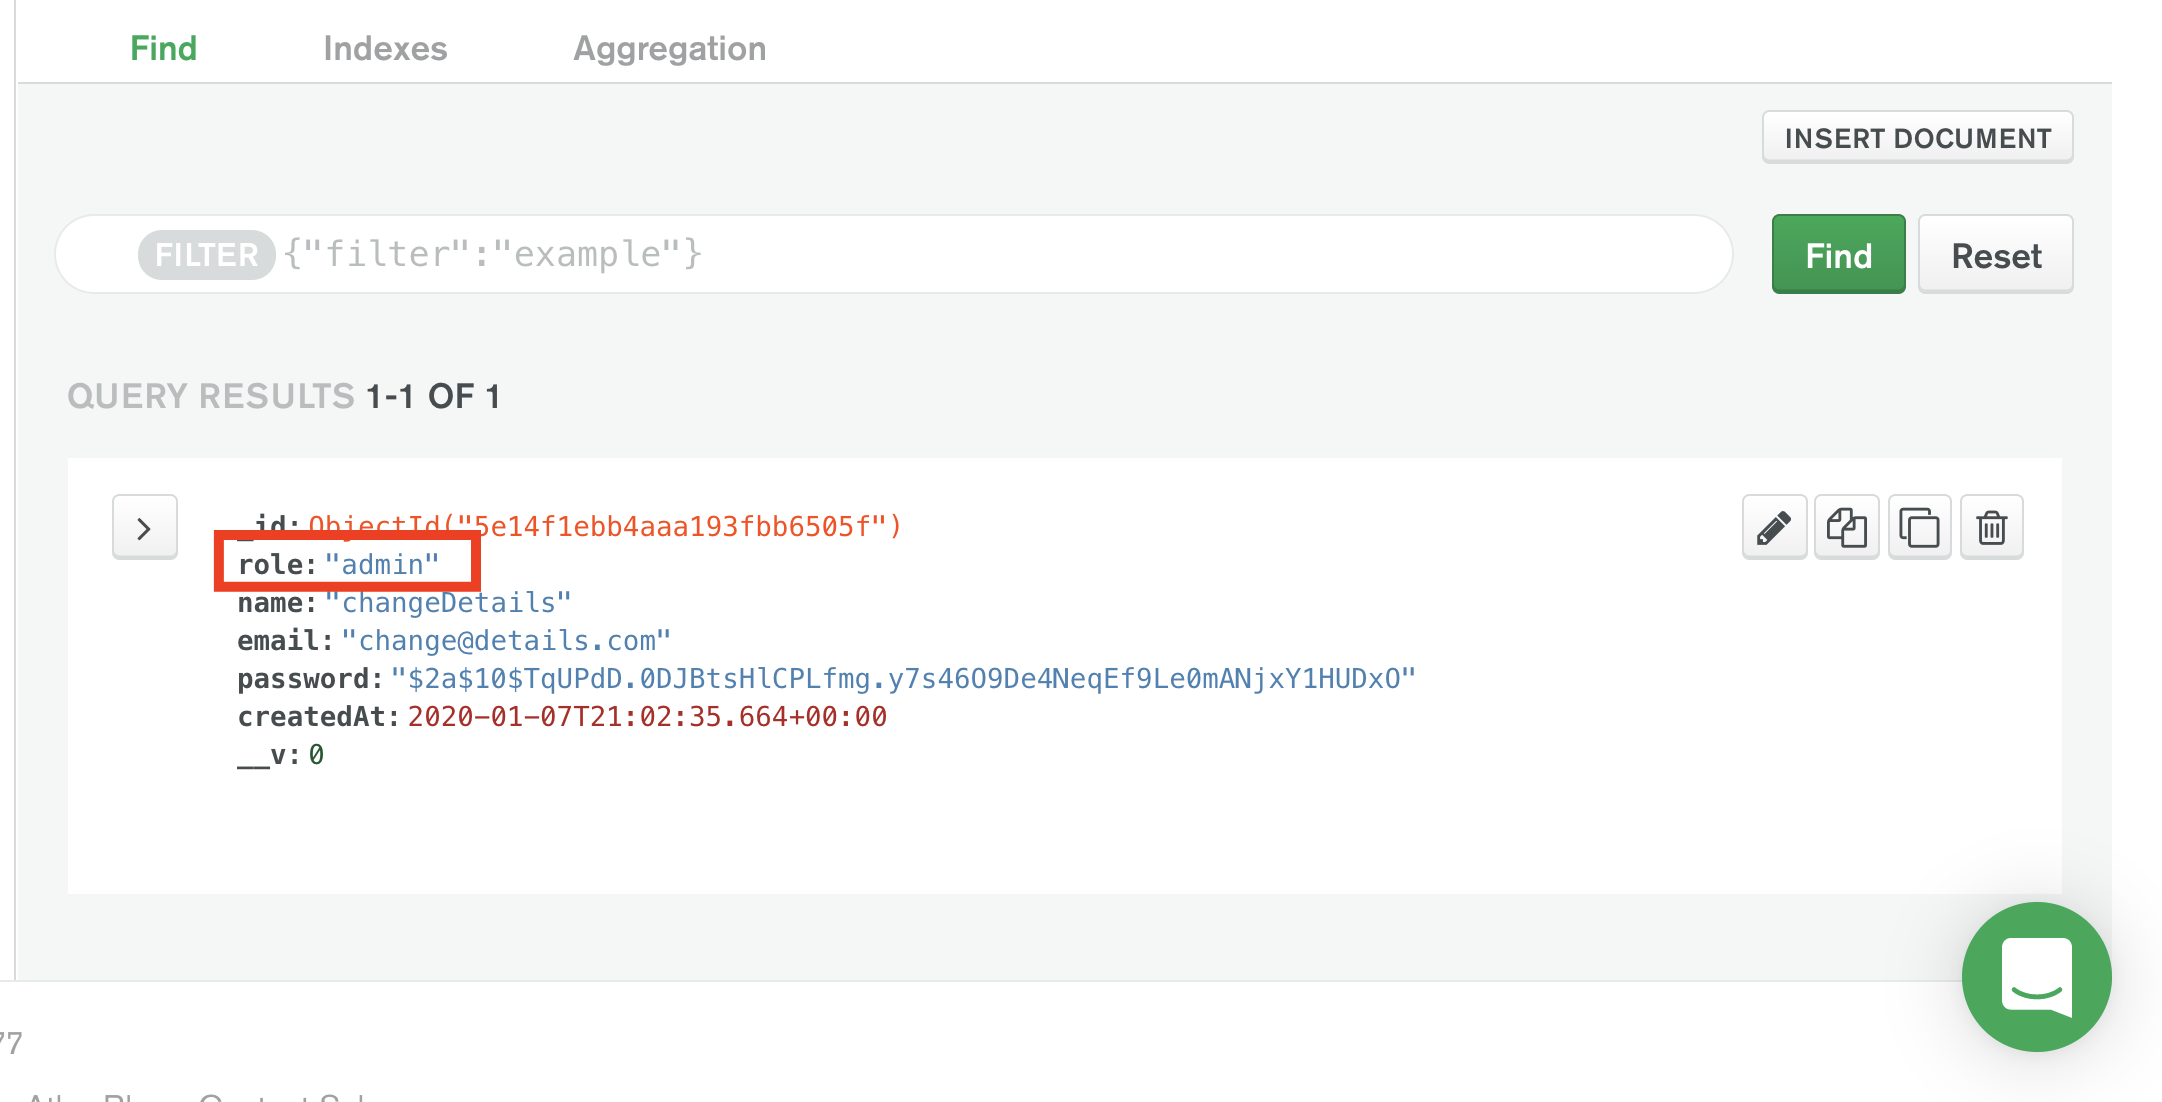 Find Indexes Aggregation
INSERT DOCUMENT
FILTER {"filter":"example"} Find Reset
QUERY RESULTS 1-1 OF 1
_id: ObjectId("5e14f1ebb4aaa193fbb6505f")
role: "admin"
name: "changeDetails"
email: "change@details.com"
password: "$2a$10$TqUPdD.0DJBtsHlCPLfmg.y7s46O9De4NeqEf9Le0mANjxY1HUDxO"
createdAt: 2020-01-07T21:02:35.664+00:00
__v: 0
77